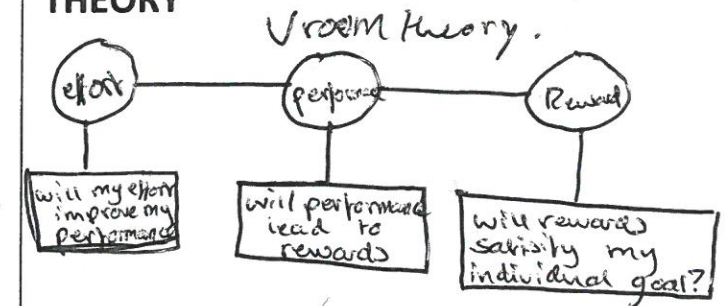 THEORY
Vroom theory.
effort
performance
Reward
will my effort
improve my
performance
will performance
lead to
rewards
will rewards
satisfy my
individual goal?